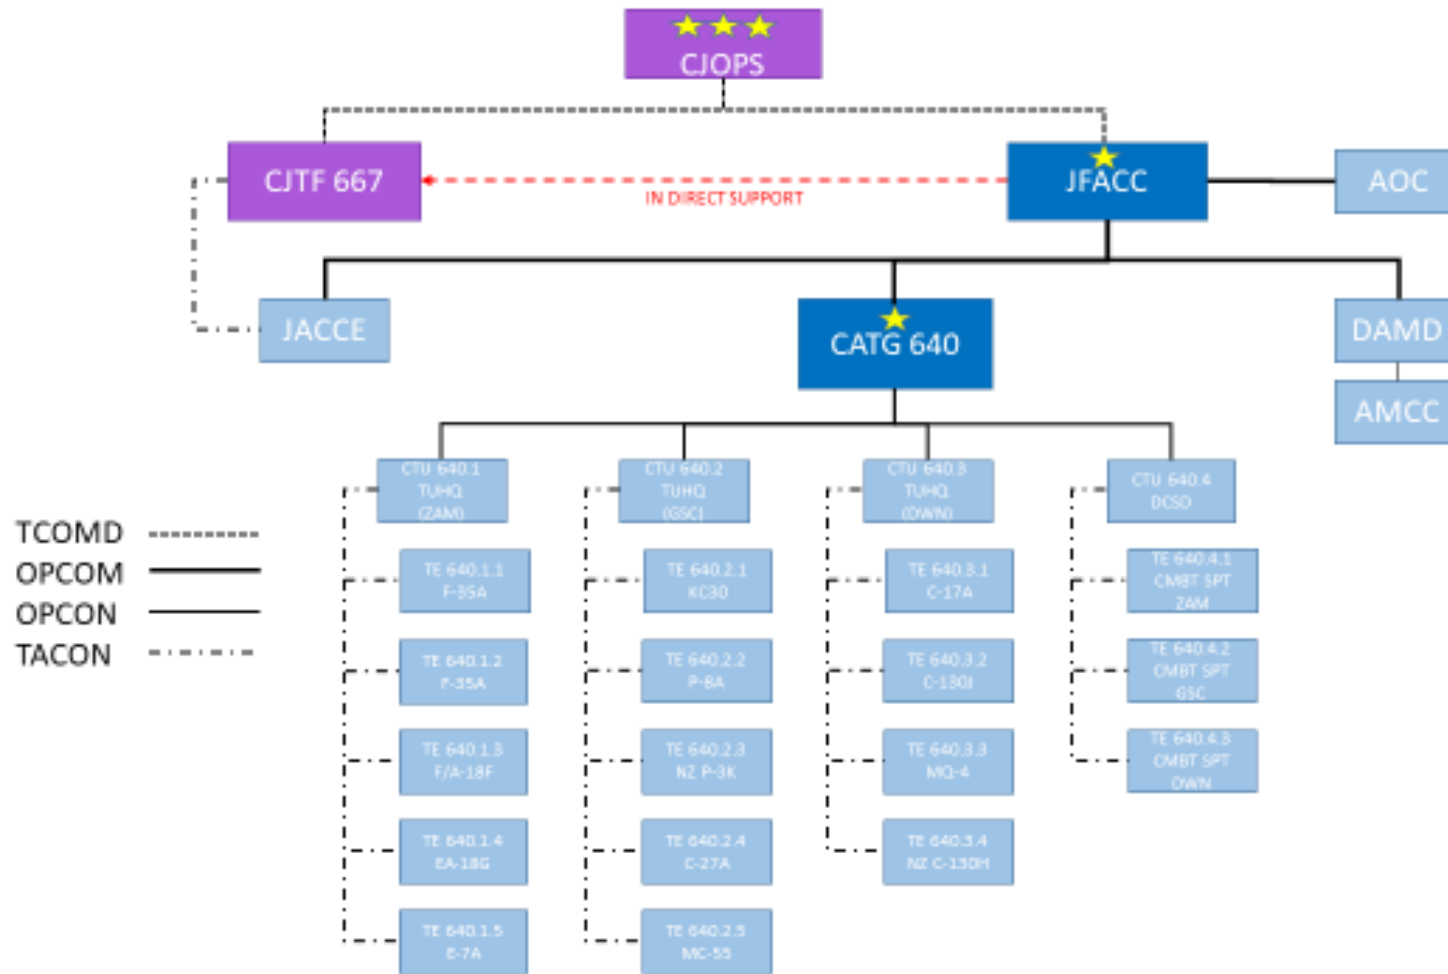 CJOPS
CJTF 667
IN DIRECT SUPPORT
JFACC
AOC
JACCE
CATG 640
DAMD
AMCC
CTU 640.1
TUHQ
(ZAM)
CTU 640.2
TUHQ
(GSC)
CTU 640.3
TUHQ
(DWN)
CTU 640.4
DCSD
TCOMD
OPCOM
OPCON
TACON
TE 640.1.1
F-35A
TE 640.2.1
KC30
TE 640.3.1
C-17A
TE 640.4.1
CMBT SPT
ZAM
TE 640.1.2
F-35A
TE 640.2.2
P-8A
TE 640.3.2
C-130J
TE 640.4.2
CMBT SPT
GSC
TE 640.1.3
F/A-18F
TE 640.2.3
NZ P-3K
TE 640.3.3
MQ-4
TE 640.4.3
CMBT SPT
DWN
TE 640.1.4
EA-18G
TE 640.2.4
C-27A
TE 640.3.4
NZ C-130H
TE 640.1.5
E-7A
TE 640.2.5
MC-55